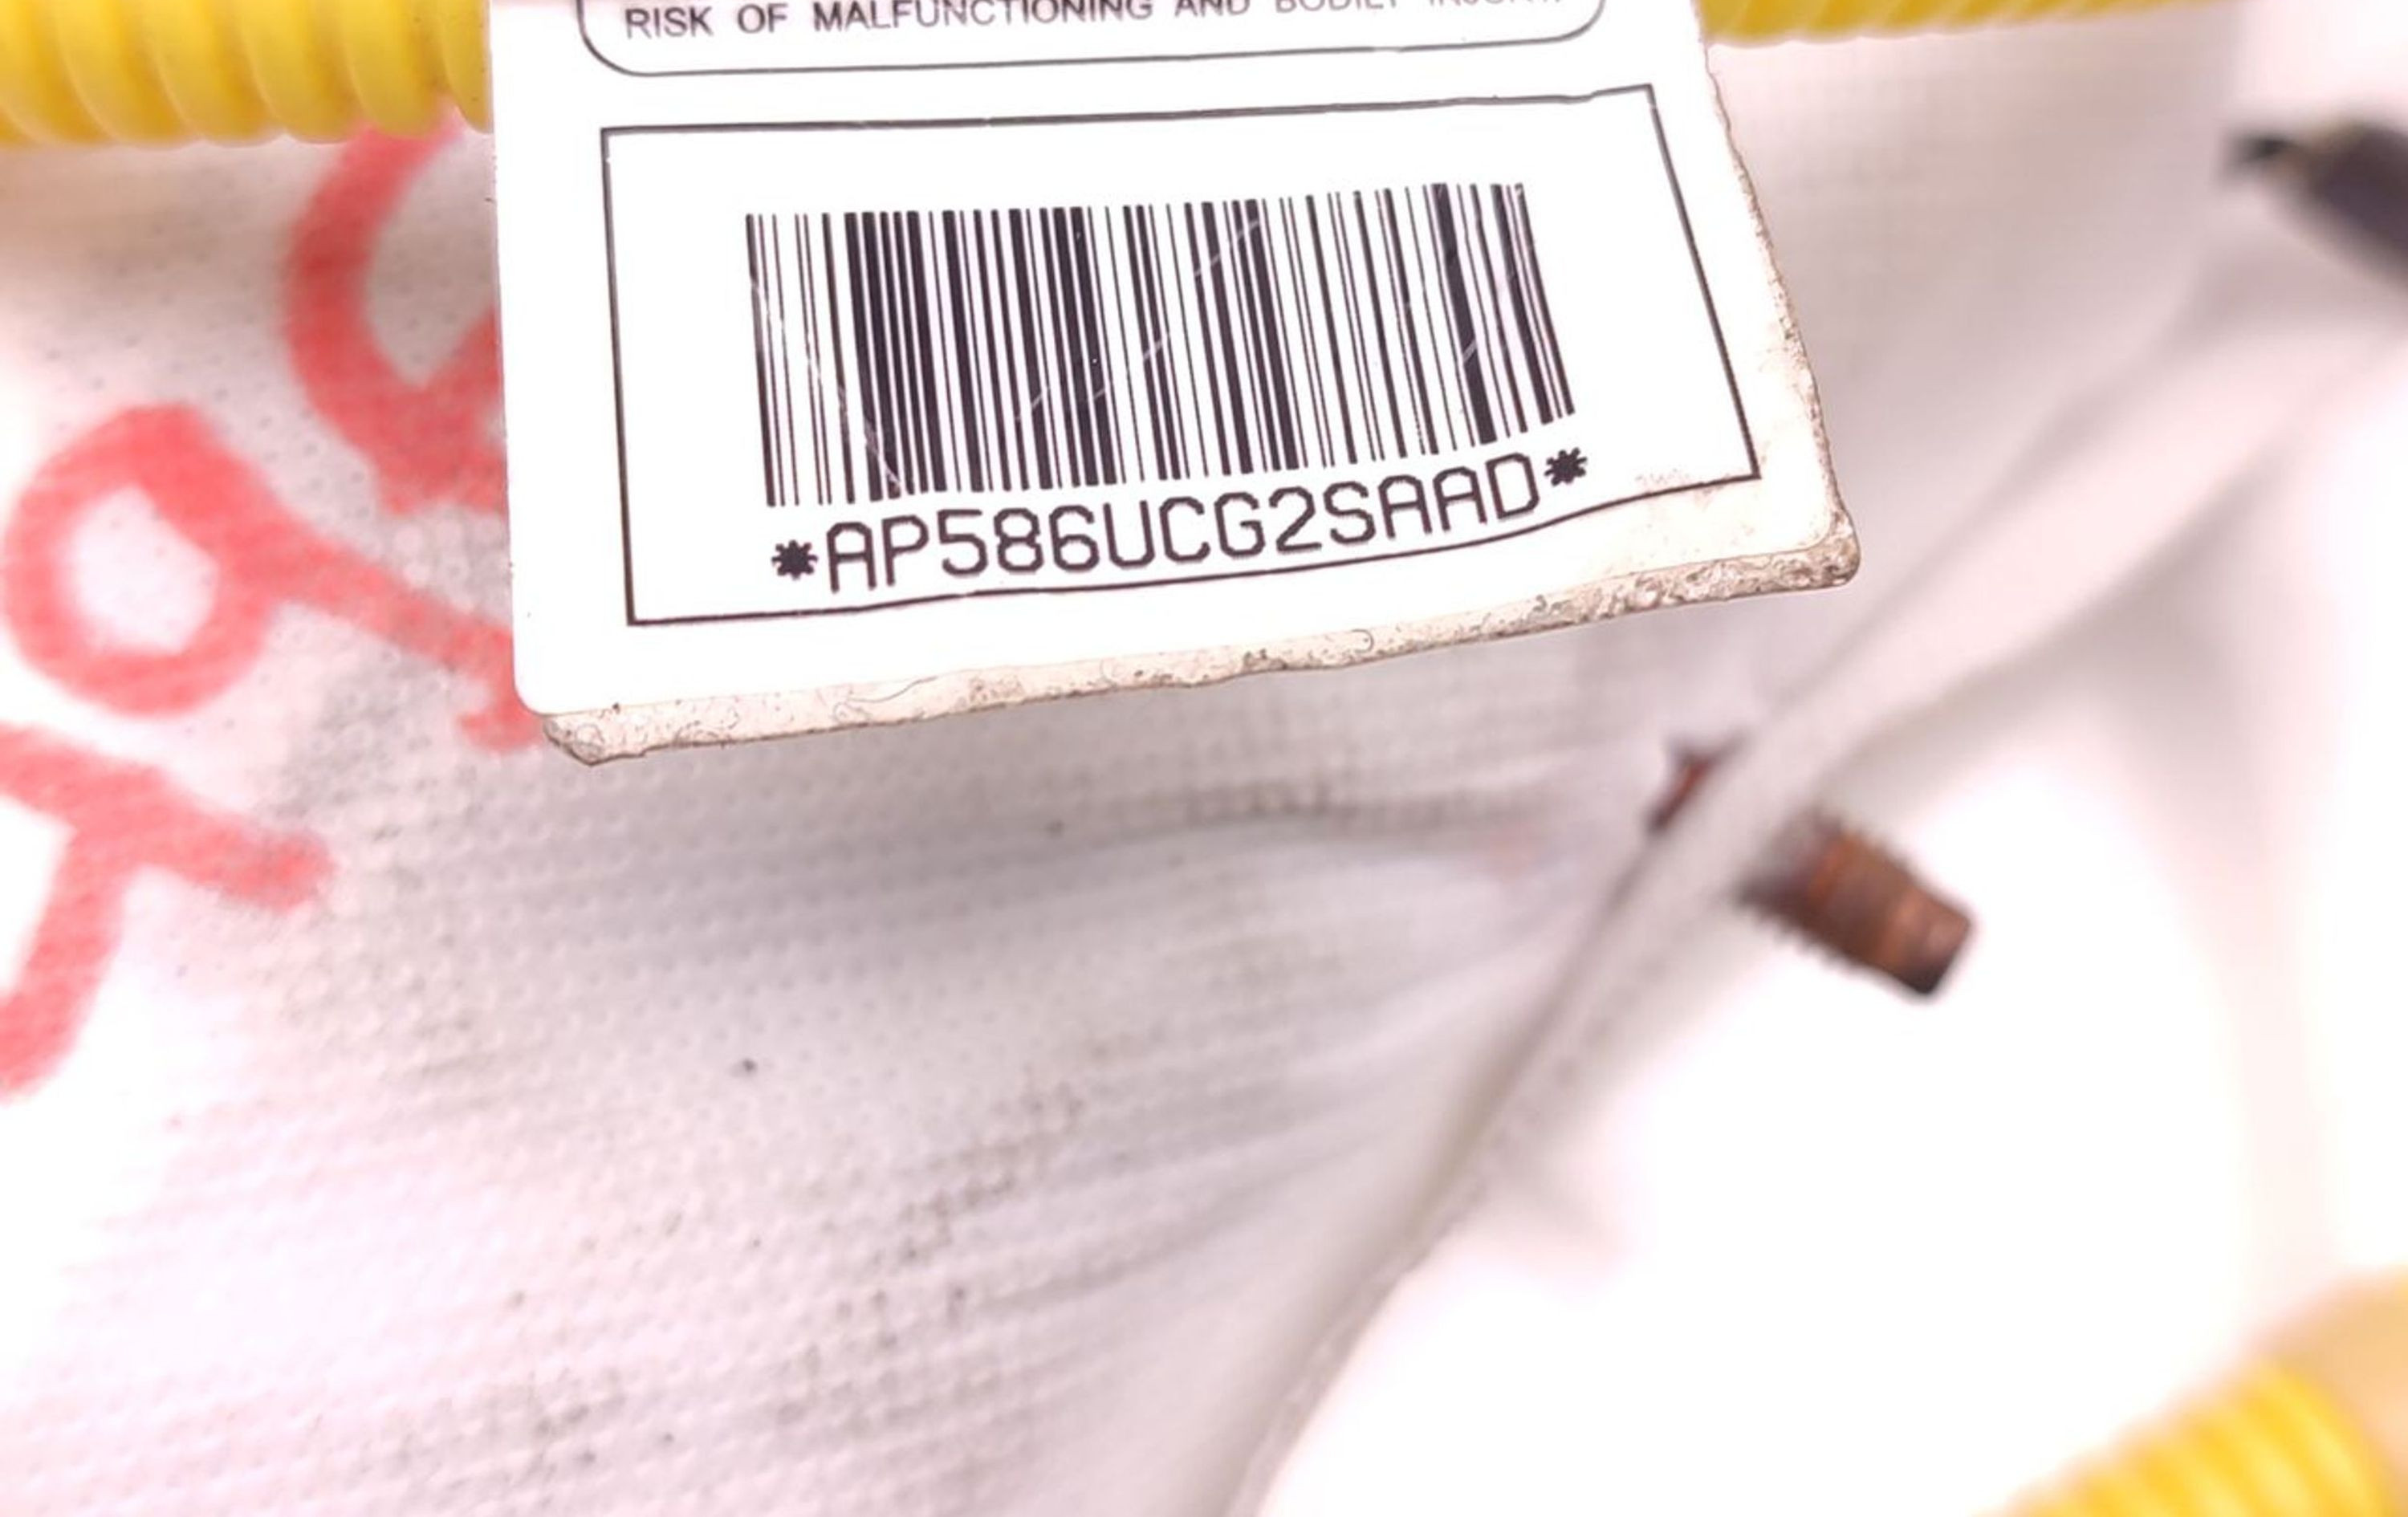 RISK OF MALFUNCTIONING AND BODILY INJURY.
*AP586UCG2SAAD*